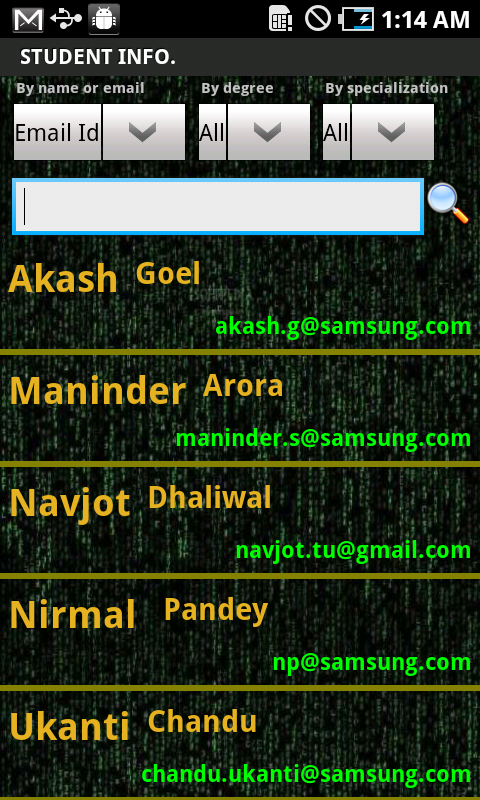 1:14 AM
STUDENT INFO.
By name or email By degree By specialization
Email Id All All
Akash Goel
akash.g@samsung.com
Maninder Arora
maninder.s@samsung.com
Navjot Dhaliwal
navjot.tu@gmail.com
Nirmal Pandey
np@samsung.com
Ukanti Chandu
chandu.ukanti@samsung.com